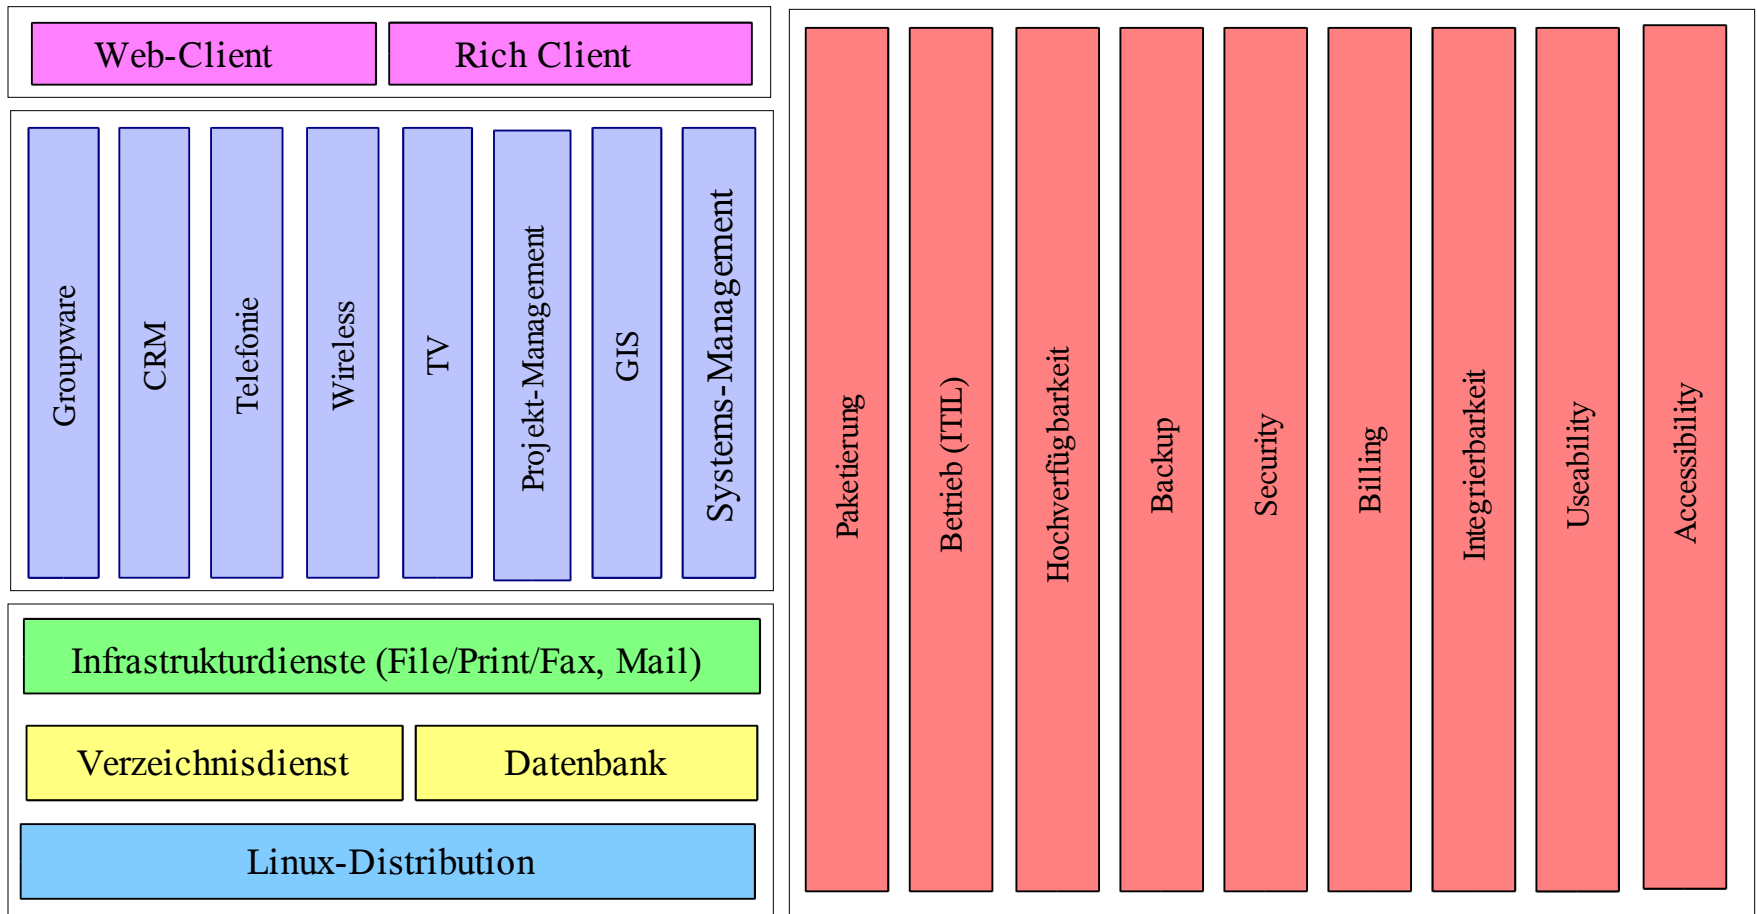 Web-Client
Rich Client
Groupware
CRM
Telefonie
Wireless
TV
Projekt-Management
GIS
Systems-Management
Infrastrukturdienste (File/Print/Fax, Mail)
Verzeichnisdienst
Datenbank
Linux-Distribution
Paketierung
Betrieb (ITIL)
Hochverfügbarkeit
Backup
Security
Billing
Integrierbarkeit
Useability
Accessibility